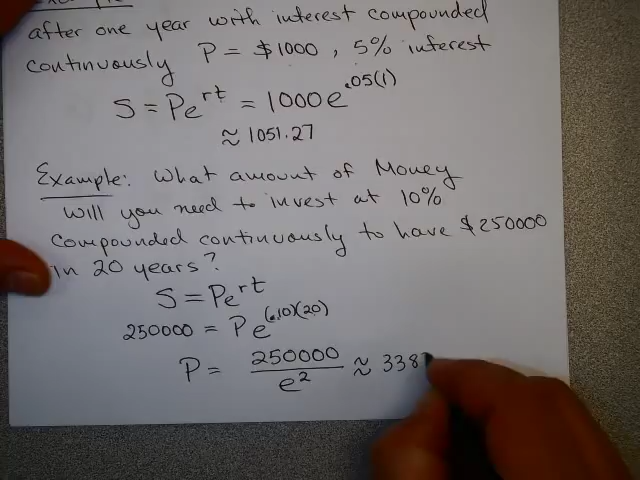 after one year with interest compounded
continuously P = $1000, 5% interest
S = Pe^rt = 1000e^.05(1)
≈ 1051.27
Example: What amount of Money
will you need to invest at 10%
compounded continuously to have $250000
in 20 years?
S = Pe^rt
250000 = Pe^(.10)(20)
P = 250000/e^2 ≈ 338